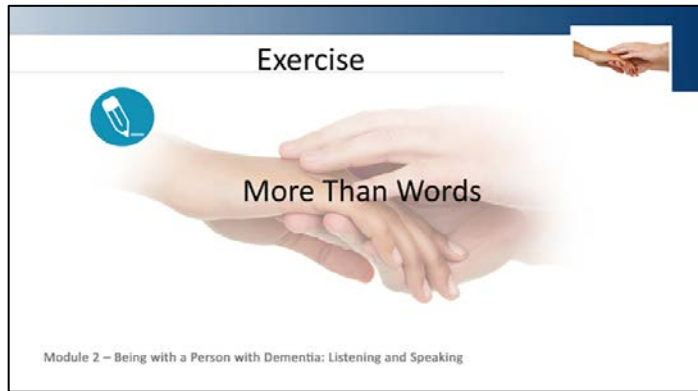 Exercise
More Than Words
Module 2 – Being with a Person with Dementia: Listening and Speaking